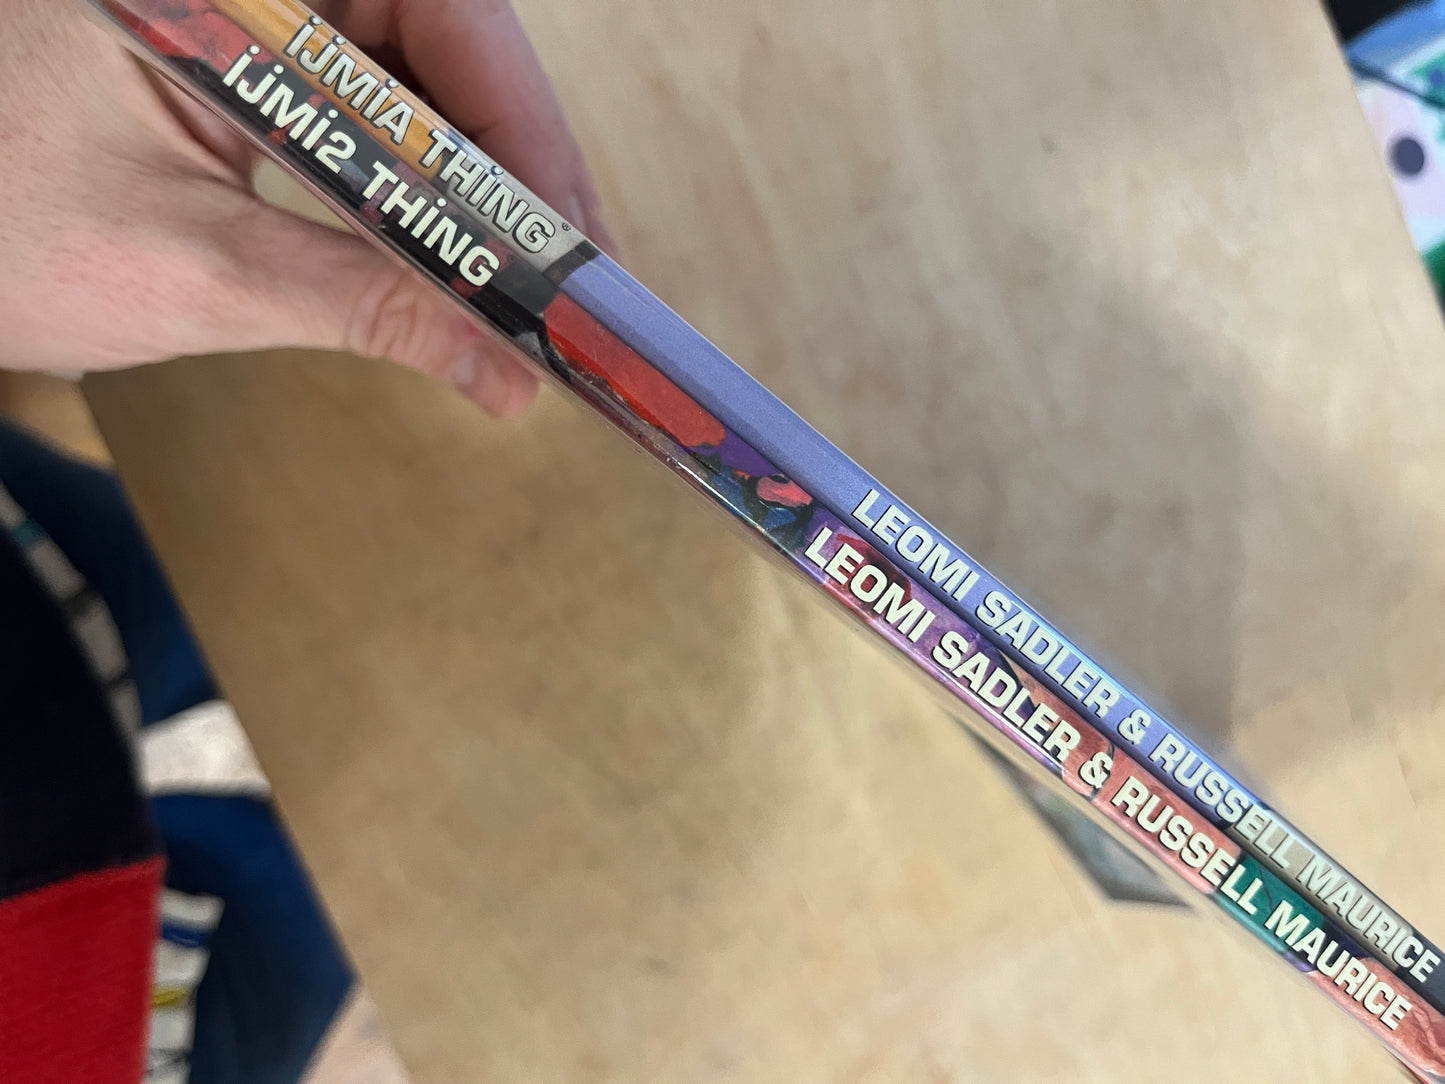 iJMiA THiNG
LEOMI SADLER & RUSSELL MAURICE
iJMi2 THiNG
LEOMI SADLER & RUSSELL MAURICE